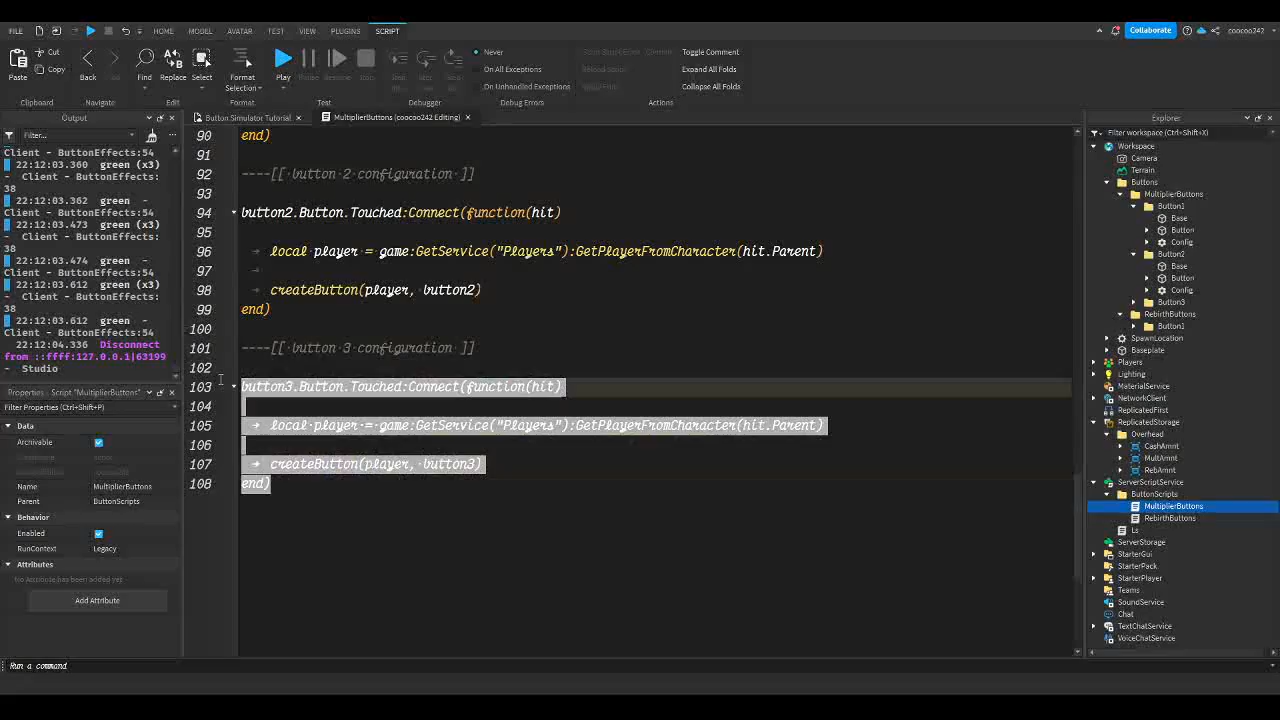 FILE HOME MODEL AVATAR TEST VIEW PLUGINS SCRIPT Collaborate coocoo242
Paste Cut Copy Back Find Replace Select Format Selection Play Never On All Exceptions On Unhandled Exceptions Toggle Comment Expand All Folds Collapse All Folds
Clipboard Navigate Edit Format Test Debugger Debug Errors Actions
Output
Filter...
Client - ButtonEffects:
22:12:03.360 green (x3)
- Client - ButtonEffects:
38
22:12:03.362 green -
Client - ButtonEffects:54
22:12:03.473 green (x3)
- Client - ButtonEffects:
38
22:12:04.274 green -
Client - ButtonEffects:54
22:12:03.612 green (x3)
- Client - ButtonEffects:
38
22:12:03.612 green -
Client - ButtonEffects:54
22:12:04.336 Disconnect
from ::ffff:127.0.0.1|63199
- Studio
Properties - Script "MultiplierButtons"
Filter Properties (Ctrl+Shift+P)
Data
Archivable
Name MultiplierButtons
Parent ButtonScripts
Behavior
Enabled
RunContext Legacy
Attributes
No Attribute has been added yet
Add Attribute
Button Simulator Tutorial × MultiplierButtons (coocoo242 Editing) ×
90 end)
91
92 ----[[ button 2 configuration ]]
93
94 button2.Button.Touched:Connect(function(hit)
95
96 local player = game:GetService("Players"):GetPlayerFromCharacter(hit.Parent)
97
98 createButton(player, button2)
99 end)
100
101 ----[[ button 3 configuration ]]
102
103 button3.Button.Touched:Connect(function(hit)
104
105 local player = game:GetService("Players"):GetPlayerFromCharacter(hit.Parent)
106
107 createButton(player, button3)
108 end)
Explorer
Filter workspace (Ctrl+Shift+X)
Workspace
Camera
Terrain
Buttons
MultiplierButtons
Button1
Base
Button
Config
Button2
Base
Button
Config
Button3
RebirthButtons
Button1
SpawnLocation
Baseplate
Players
Lighting
MaterialService
NetworkClient
ReplicatedFirst
ReplicatedStorage
Overhead
CashAmnt
MultAmnt
RebAmnt
ServerScriptService
ButtonScripts
MultiplierButtons
RebirthButtons
Ls
ServerStorage
StarterGui
StarterPack
StarterPlayer
Teams
SoundService
Chat
TextChatService
VoiceChatService
Run a command